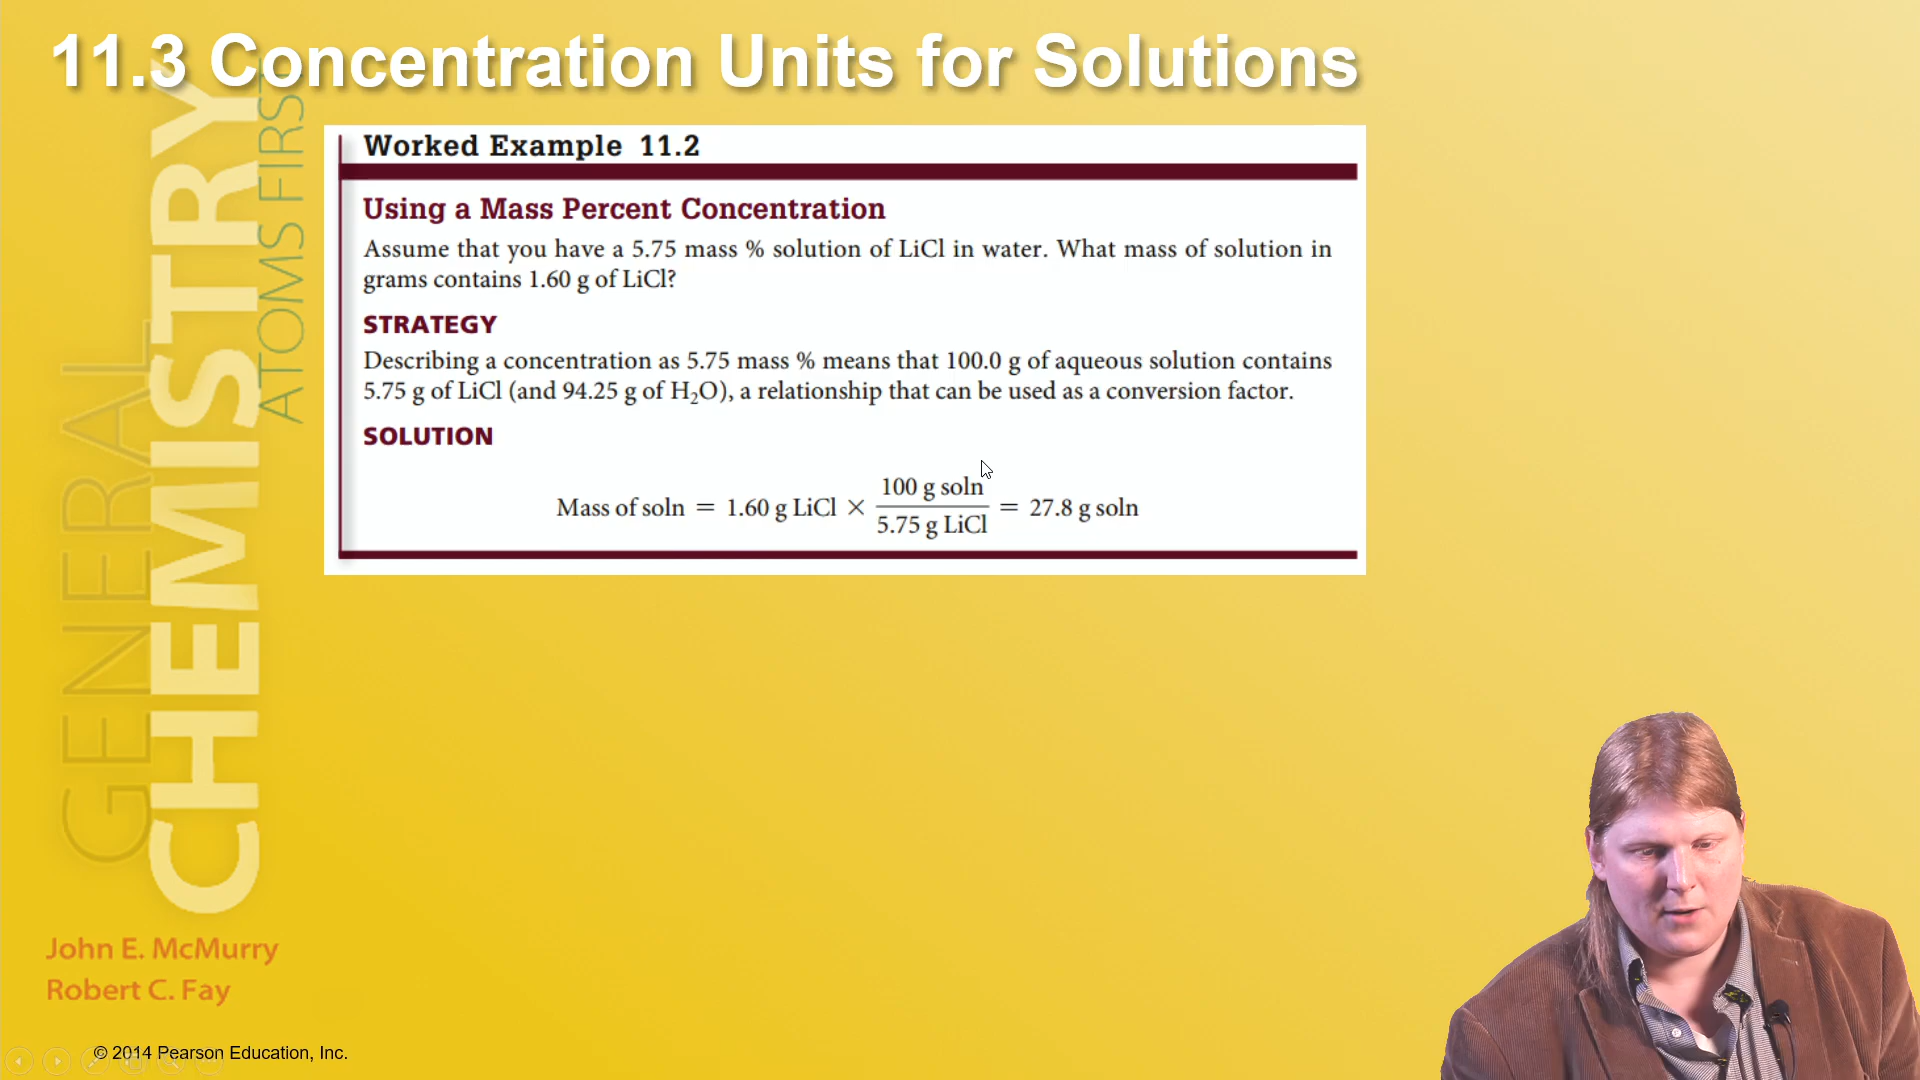 11.3 Concentration Units for Solutions
Worked Example 11.2
Using a Mass Percent Concentration
Assume that you have a 5.75 mass % solution of LiCl in water. What mass of solution in
grams contains 1.60 g of LiCl?
STRATEGY
Describing a concentration as 5.75 mass % means that 100.0 g of aqueous solution contains
5.75 g of LiCl (and 94.25 g of H₂O), a relationship that can be used as a conversion factor.
SOLUTION
Mass of soln = 1.60 g LiCl × 100 g soln / 5.75 g LiCl = 27.8 g soln
GENERAL
CHEMISTRY
ATOMS FIRST
John E. McMurry
Robert C. Fay
© 2014 Pearson Education, Inc.